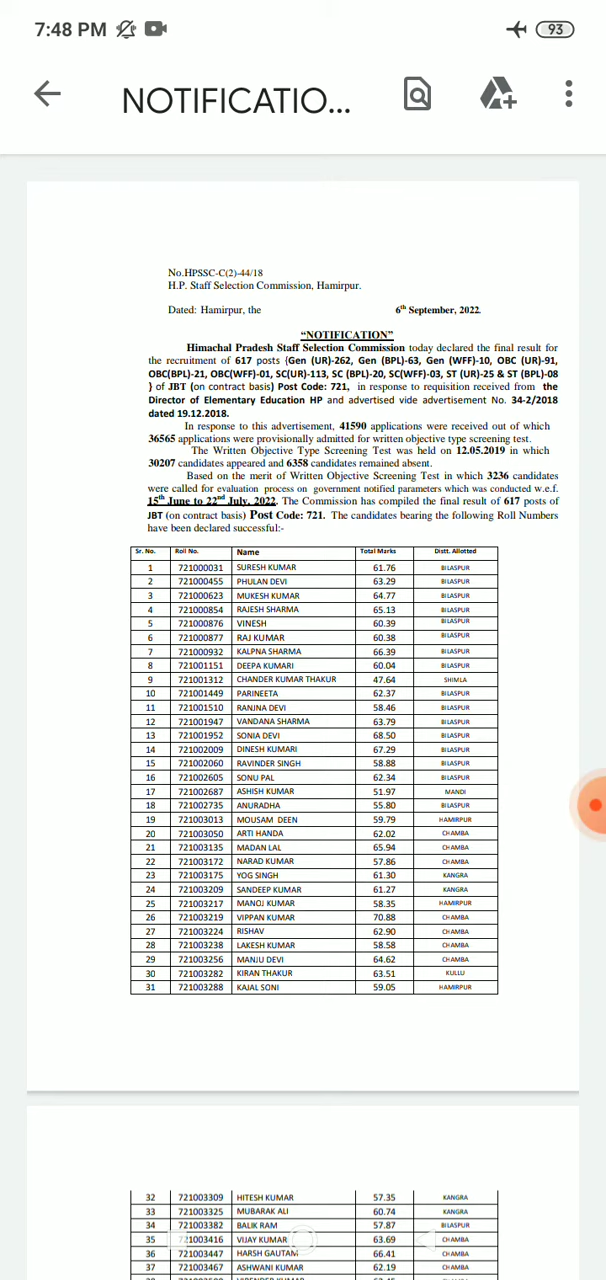 7:48 PM
93
NOTIFICATIO...
No.HPSSC-C(2)-44/18
H.P. Staff Selection Commission, Hamirpur.
Dated: Hamirpur, the 6th September, 2022.
“NOTIFICATION”
Himachal Pradesh Staff Selection Commission today declared the final result for
the recruitment of 617 posts {Gen (UR)-262, Gen (BPL)-63, Gen (WFF)-10, OBC (UR)-91,
OBC(BPL)-21, OBC(WFF)-01, SC(UR)-113, SC (BPL)-20, SC(WFF)-03, ST (UR)-25 & ST (BPL)-08
} of JBT (on contract basis) Post Code: 721, in response to requisition received from the
Director of Elementary Education HP and advertised vide advertisement No. 34-2/2018
dated 19.12.2018.
In response to this advertisement, 41590 applications were received out of which
36565 applications were provisionally admitted for written objective type screening test.
The Written Objective Type Screening Test was held on 12.05.2019 in which
30207 candidates appeared and 6358 candidates remained absent.
Based on the merit of Written Objective Screening Test in which 3236 candidates
were called for evaluation process on government notified parameters which was conducted w.e.f.
15th June to 22nd July, 2022. The Commission has compiled the final result of 617 posts of
JBT (on contract basis) Post Code: 721. The candidates bearing the following Roll Numbers
have been declared successful:-
Sr. No. Roll No. Name Total Marks Distt. Allotted
1 721000031 SURESH KUMAR 61.76 BILASPUR
2 721000455 PHULAN DEVI 63.29 BILASPUR
3 721000623 MUKESH KUMAR 64.77 BILASPUR
4 721000854 RAJESH SHARMA 65.13 BILASPUR
5 721000876 VINESH 60.39 BILASPUR
6 721000877 RAJ KUMAR 60.38 BILASPUR
7 721000932 KALPNA SHARMA 66.39 BILASPUR
8 721001151 DEEPA KUMARI 60.04 BILASPUR
9 721001312 CHANDER KUMAR THAKUR 47.64 SHIMLA
10 721001449 PARINEETA 62.37 BILASPUR
11 721001510 RANJNA DEVI 58.46 BILASPUR
12 721001947 VANDANA SHARMA 63.79 BILASPUR
13 721001952 SONIA DEVI 68.50 BILASPUR
14 721002009 DINESH KUMARI 67.29 BILASPUR
15 721002060 RAVINDER SINGH 58.88 BILASPUR
16 721002605 SONU PAL 62.34 BILASPUR
17 721002687 ASHISH KUMAR 51.97 MANDI
18 721002735 ANURADHA 55.80 BILASPUR
19 721003013 MOUSAM DEEN 59.79 HAMIRPUR
20 721003050 ARTI HANDA 62.02 CHAMBA
21 721003135 MADAN LAL 65.94 CHAMBA
22 721003172 NARAD KUMAR 57.86 CHAMBA
23 721003175 YOG SINGH 61.30 KANGRA
24 721003209 SANDEEP KUMAR 61.27 KANGRA
25 721003217 MANOJ KUMAR 58.35 HAMIRPUR
26 721003219 VIPPAN KUMAR 70.88 CHAMBA
27 721003224 RISHAV 62.90 CHAMBA
28 721003238 LAKESH KUMAR 58.58 CHAMBA
29 721003256 MANJU DEVI 64.62 CHAMBA
30 721003282 KIRAN THAKUR 63.51 KULLU
31 721003288 KAJAL SONI 59.05 HAMIRPUR
32 721003309 HITESH KUMAR 57.35 KANGRA
33 721003325 MUBARAK ALI 60.74 KANGRA
34 721003382 BALIK RAM 57.87 BILASPUR
35 721003416 VIJAY KUMAR 63.69 CHAMBA
36 721003447 HARSH GAUTAM 66.41 CHAMBA
37 721003467 ASHWANI KUMAR 62.19 CHAMBA